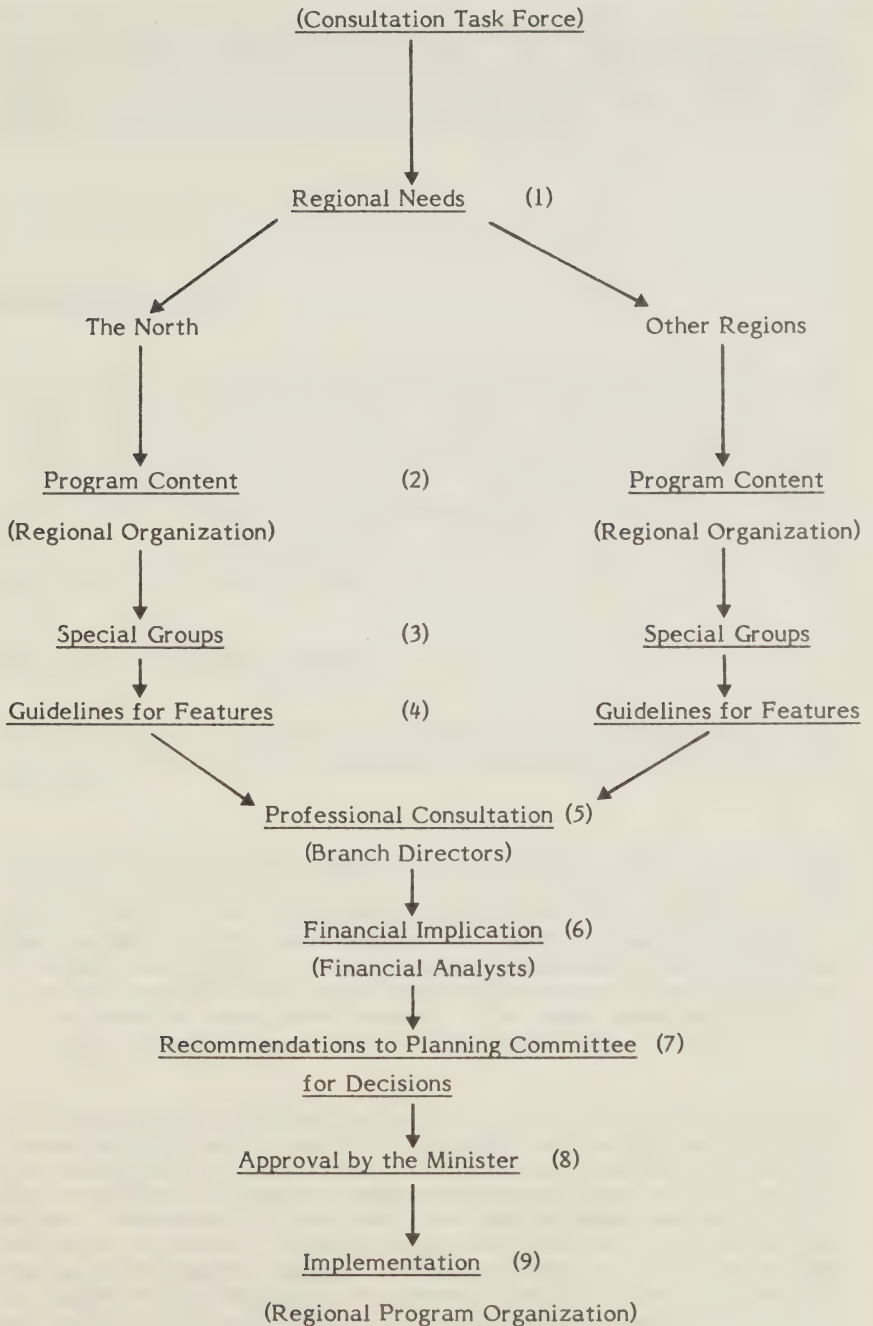 (Consultation Task Force)
Regional Needs (1)
The North Other Regions
Program Content (2) Program Content
(Regional Organization) (Regional Organization)
Special Groups (3) Special Groups
Guidelines for Features (4) Guidelines for Features
Professional Consultation (5)
(Branch Directors)
Financial Implication (6)
(Financial Analysts)
Recommendations to Planning Committee (7)
for Decisions
Approval by the Minister (8)
Implementation (9)
(Regional Program Organization)